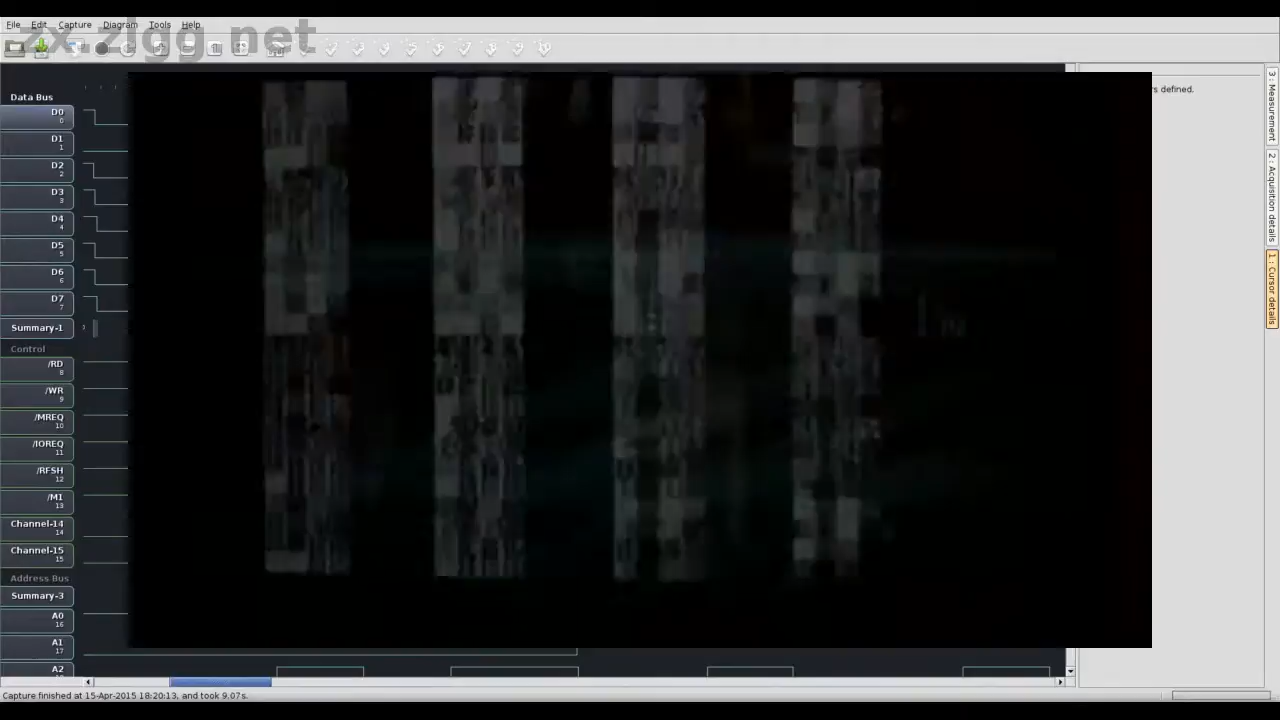 File Edit Capture Diagram Tools Help
zx.zigg.net
Data Bus
D0
0
D1
1
D2
2
D3
3
D4
4
D5
5
D6
6
D7
7
Summary-1
Control
/RD
8
/WR
9
/MREQ
10
/IOREQ
11
/RFSH
12
/M1
13
Channel-14
14
Channel-15
15
Address Bus
Summary-3
A0
16
A1
17
A2
s defined.
3 : Measurement
2 : Acquisition details
1 : Cursor details
Capture finished at 15-Apr-2015 18:20:13, and took 9.07s.